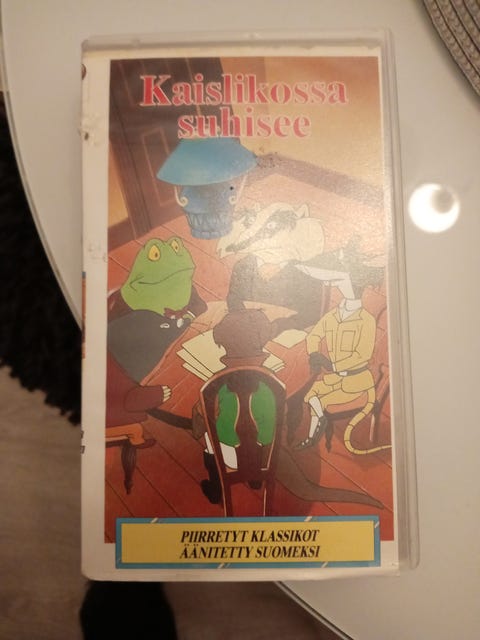 Kaislikossa
suhisee
PIIRRETYT KLASSIKOT
ÄÄNITETTY SUOMEKSI